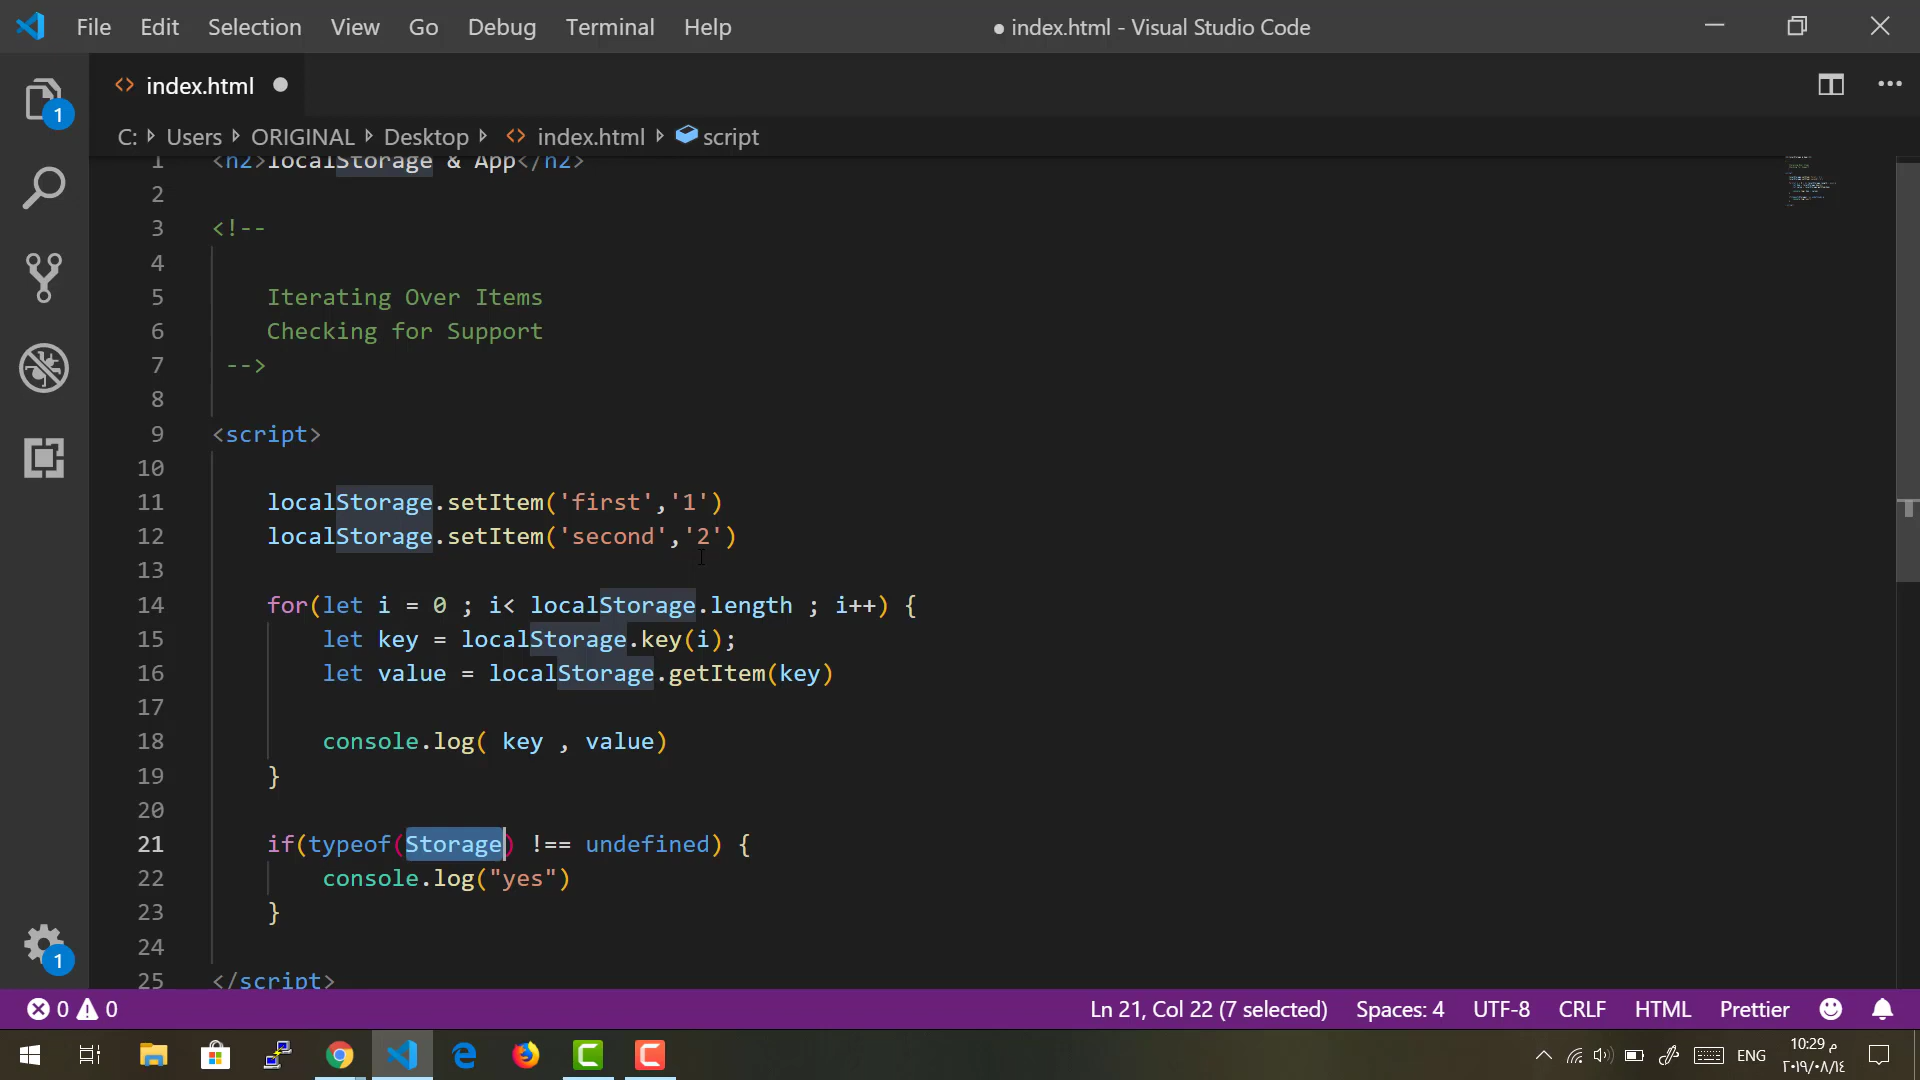 File Edit Selection View Go Debug Terminal Help ● index.html - Visual Studio Code
index.html
C: Users ORIGINAL Desktop index.html script
1 <h2>localStorage & App</h2>
2
3 <!--
4
5 Iterating Over Items
6 Checking for Support
7 -->
8
9 <script>
10
11 localStorage.setItem('first','1')
12 localStorage.setItem('second','2')
13
14 for(let i = 0 ; i< localStorage.length ; i++) {
15 let key = localStorage.key(i);
16 let value = localStorage.getItem(key)
17
18 console.log( key , value)
19 }
20
21 if(typeof(Storage) !== undefined) {
22 console.log("yes")
23 }
24
25 </script>
1
1
0 0 Ln 21, Col 22 (7 selected) Spaces: 4 UTF-8 CRLF HTML Prettier
ENG
10:29 م
٢٠١٩/٠٨/١٤